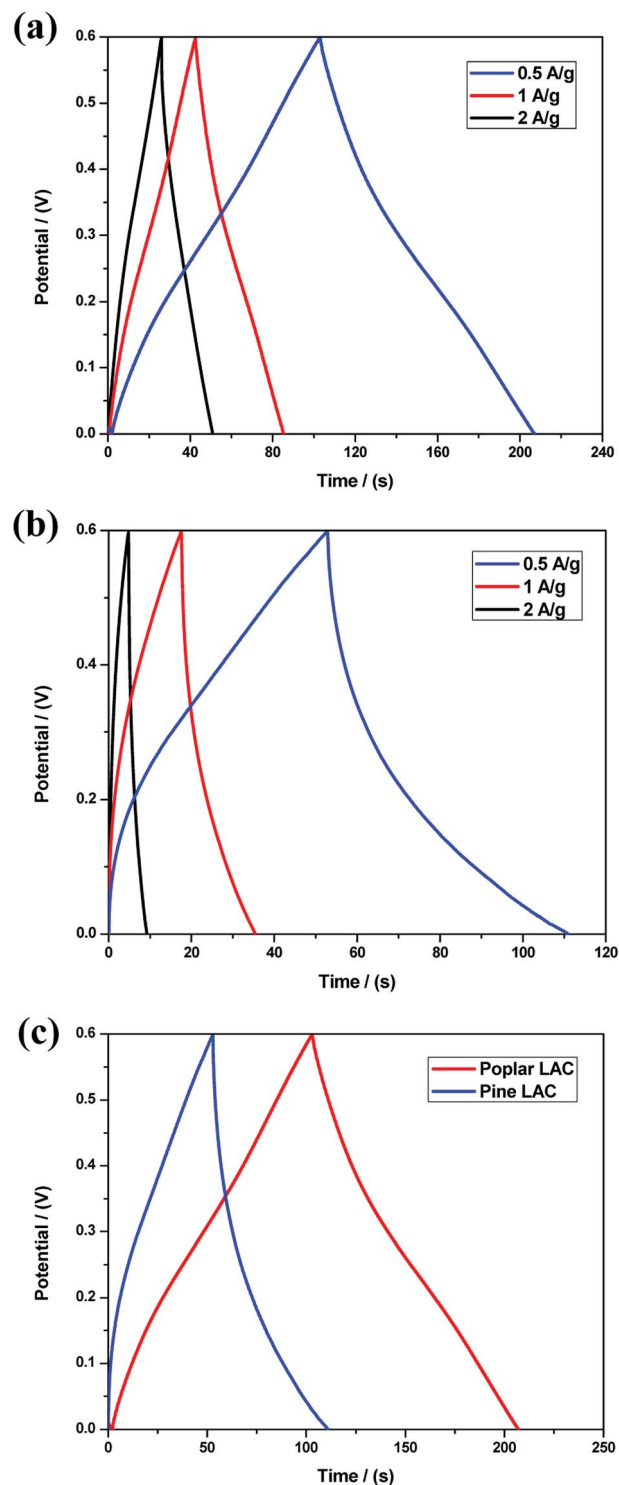 (a)
0.6
0.5
0.4
0.3
0.2
0.1
0.0
Potential / (V)
0.5 A/g
1 A/g
2 A/g
0 40 80 120 160 200 240
Time / (s)
(b)
0.6
0.4
0.2
0.0
Potential / (V)
0.5 A/g
1 A/g
2 A/g
0 20 40 60 80 100 120
Time / (s)
(c)
0.6
0.5
0.4
0.3
0.2
0.1
0.0
Potential / (V)
Poplar LAC
Pine LAC
0 50 100 150 200 250
Time / (s)